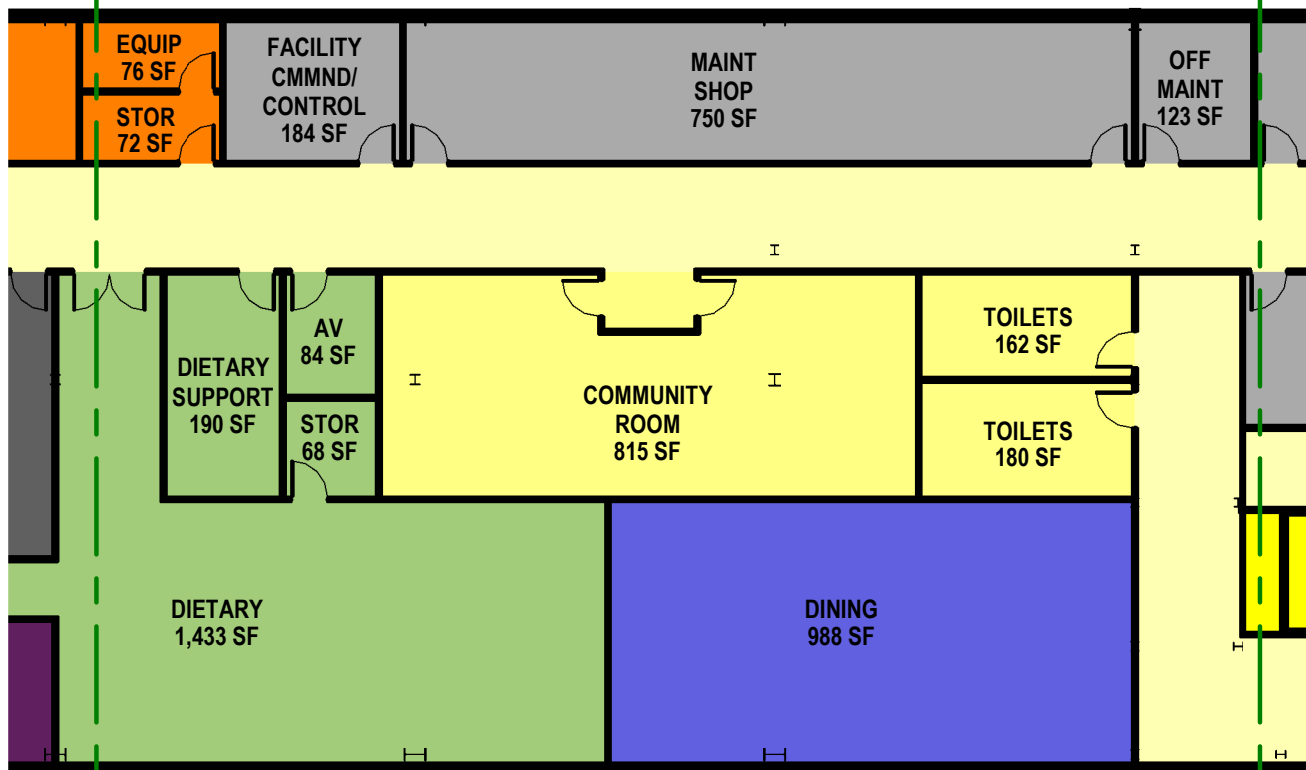 EQUIP
76 SF
STOR
72 SF
FACILITY
CMMND/
CONTROL
184 SF
MAINT
SHOP
750 SF
OFF
MAINT
123 SF
DIETARY
SUPPORT
190 SF
AV
84 SF
STOR
68 SF
COMMUNITY
ROOM
815 SF
TOILETS
162 SF
TOILETS
180 SF
DIETARY
1,433 SF
DINING
988 SF